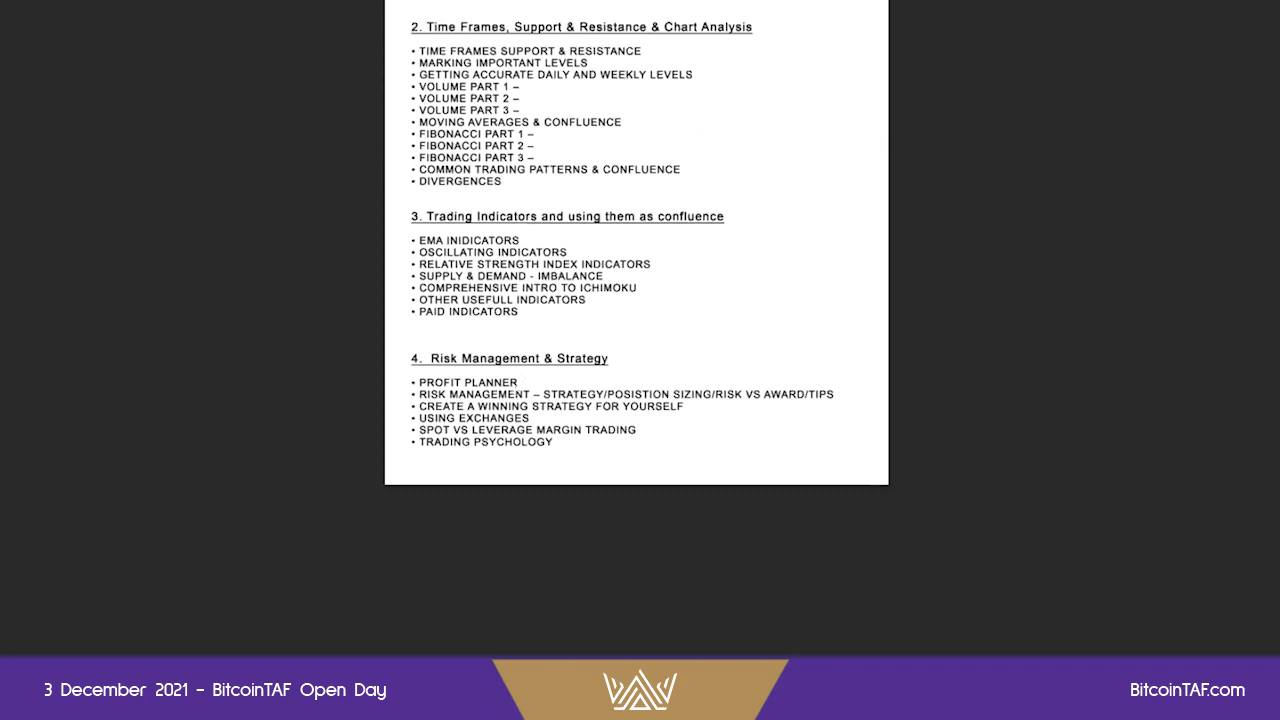 2. Time Frames, Support & Resistance & Chart Analysis
• TIME FRAMES SUPPORT & RESISTANCE
• MARKING IMPORTANT LEVELS
• GETTING ACCURATE DAILY AND WEEKLY LEVELS
• VOLUME PART 1 –
• VOLUME PART 2 –
• VOLUME PART 3 –
• MOVING AVERAGES & CONFLUENCE
• FIBONACCI PART 1 –
• FIBONACCI PART 2 –
• FIBONACCI PART 3 –
• COMMON TRADING PATTERNS & CONFLUENCE
• DIVERGENCES
3. Trading Indicators and using them as confluence
• EMA INIDICATORS
• OSCILLATING INDICATORS
• RELATIVE STRENGTH INDEX INDICATORS
• SUPPLY & DEMAND - IMBALANCE
• COMPREHENSIVE INTRO TO ICHIMOKU
• OTHER USEFULL INDICATORS
• PAID INDICATORS
4. Risk Management & Strategy
• PROFIT PLANNER
• RISK MANAGEMENT – STRATEGY/POSISTION SIZING/RISK VS AWARD/TIPS
• CREATE A WINNING STRATEGY FOR YOURSELF
• USING EXCHANGES
• SPOT VS LEVERAGE MARGIN TRADING
• TRADING PSYCHOLOGY
3 December 2021 - BitcoinTAF Open Day
BitcoinTAF.com